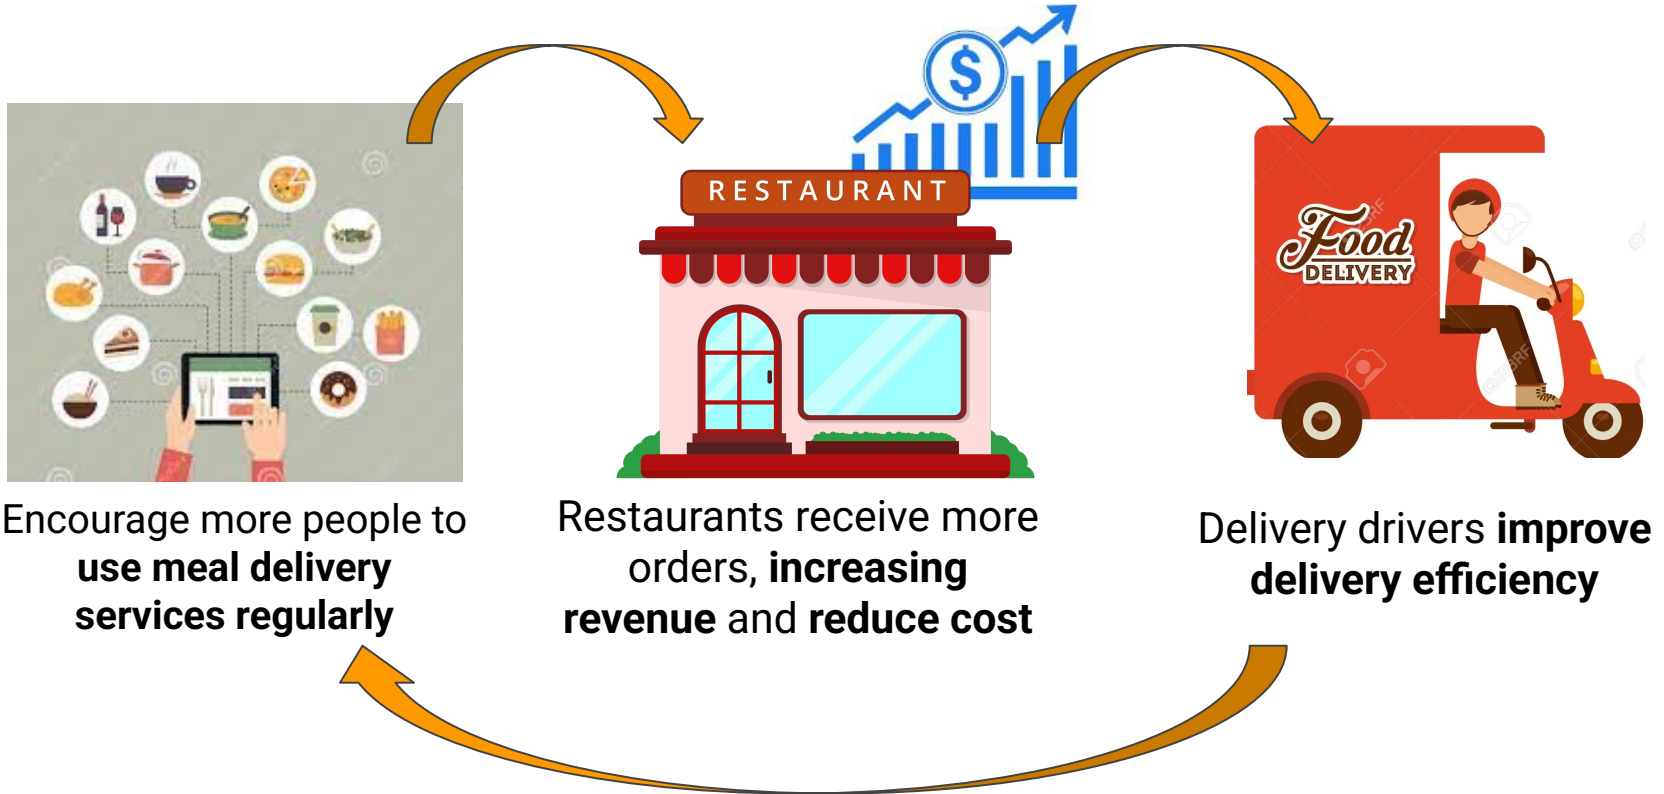 RESTAURANT
Food
DELIVERY
Encourage more people to
use meal delivery
services regularly
Restaurants receive more
orders, increasing
revenue and reduce cost
Delivery drivers improve
delivery efficiency
$